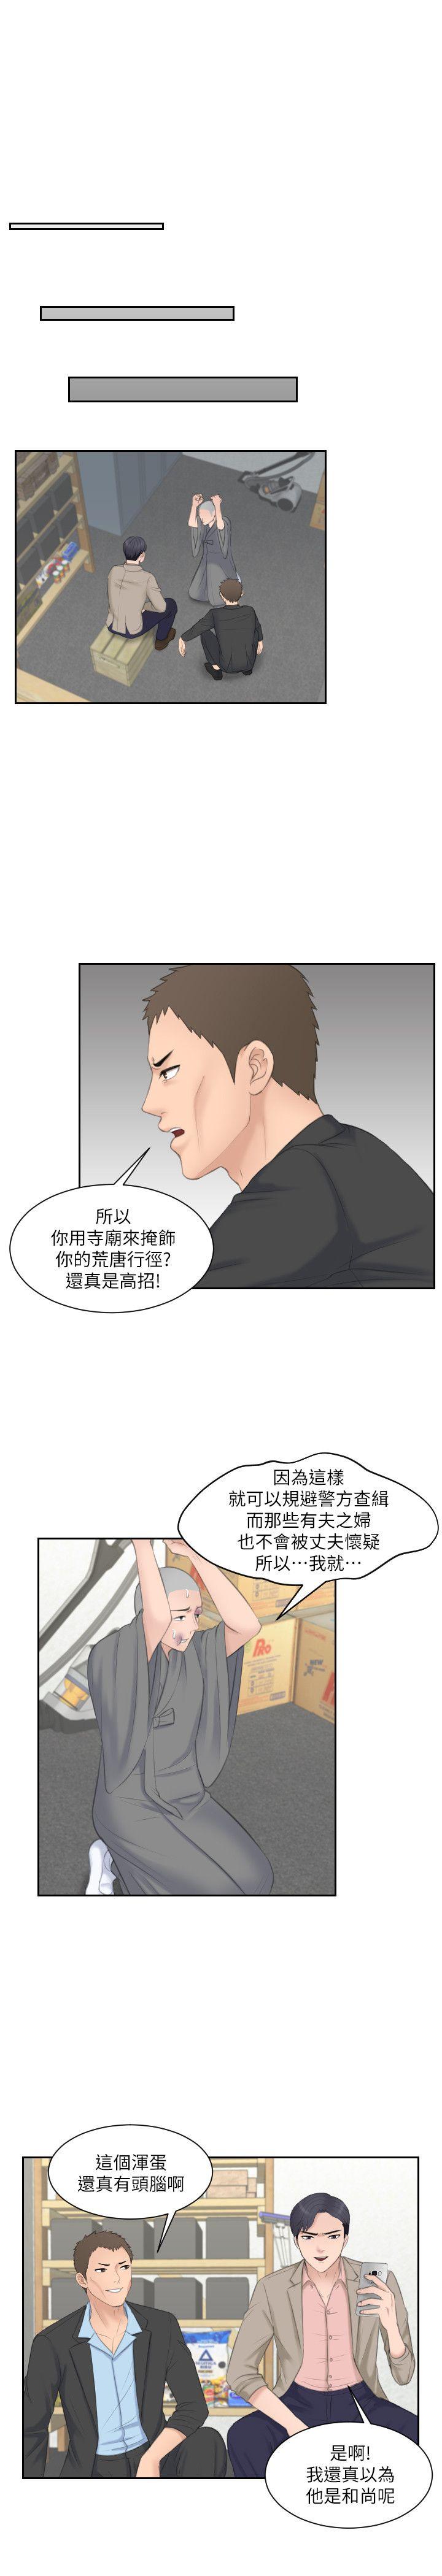 所以
你用寺廟來掩飾
你的荒唐行徑?
還真是高招!
因為這樣
就可以規避警方查緝
而那些有夫之婦
也不會被丈夫懷疑
所以⋯我就⋯
PRO
PRO
這個渾蛋
還真有頭腦啊
是啊!
我還真以為
他是和尚呢